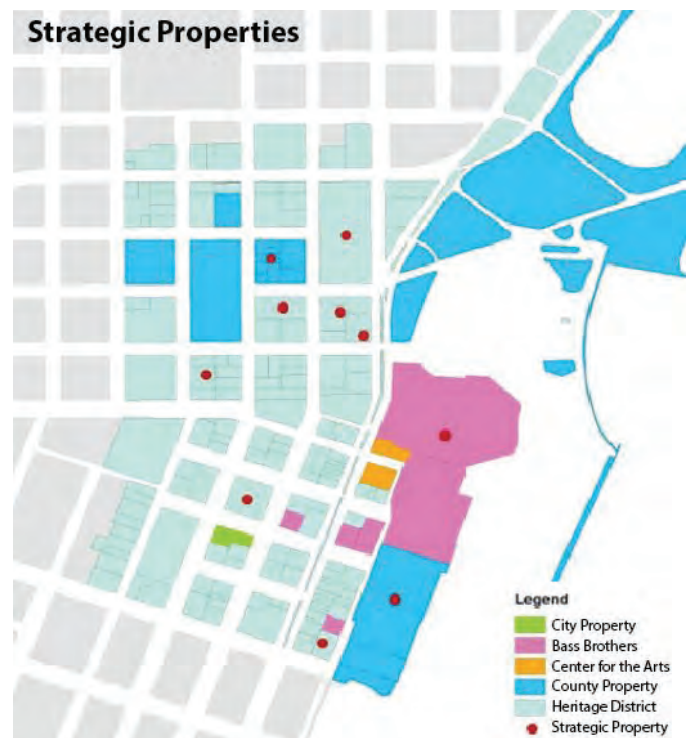 Strategic Properties
Legend
City Property
Bass Brothers
Center for the Arts
County Property
Heritage District
Strategic Property